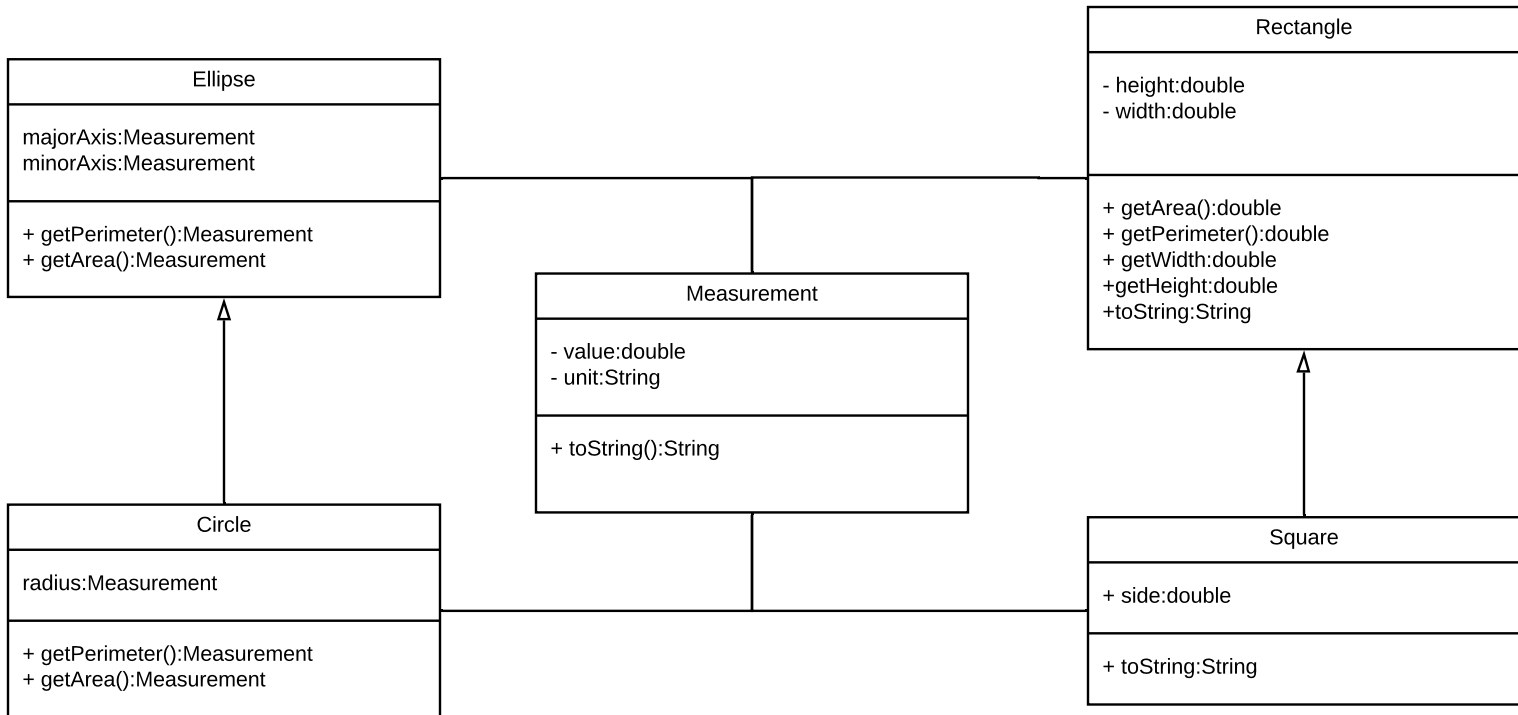 Ellipse
majorAxis:Measurement
minorAxis:Measurement
+ getPerimeter():Measurement
+ getArea():Measurement
Rectangle
- height:double
- width:double
+ getArea():double
+ getPerimeter():double
+ getWidth:double
+getHeight:double
+toString:String
Measurement
- value:double
- unit:String
+ toString():String
Circle
radius:Measurement
+ getPerimeter():Measurement
+ getArea():Measurement
Square
+ side:double
+ toString:String